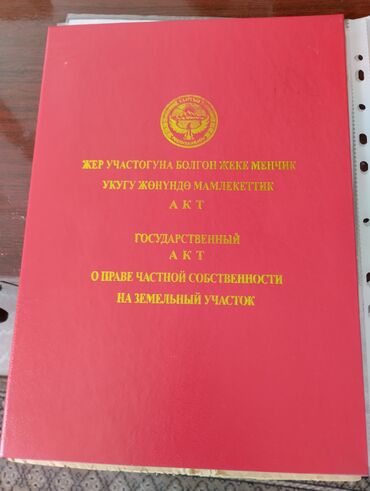 ЖЕР УЧАСТОГУНА БОЛГОН ЖЕКЕ МЕНЧИК
УКУГУ ЖӨНҮНДӨ МАМЛЕКЕТТИК
АКТ
ГОСУДАРСТВЕННЫЙ
АКТ
О ПРАВЕ ЧАСТНОЙ СОБСТВЕННОСТИ
НА ЗЕМЕЛЬНЫЙ УЧАСТОК